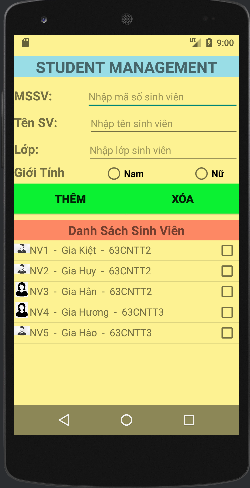 9:00
STUDENT MANAGEMENT
MSSV: Nhập mã số sinh viên
Tên SV: Nhập tên sinh viên
Lớp: Nhập lớp sinh viên
Giới Tính Nam Nữ
THÊM XÓA
Danh Sách Sinh Viên
NV1 - Gia Kiệt - 63CNTT2
NV2 - Gia Huy - 63CNTT2
NV3 - Gia Hân - 63CNTT2
NV4 - Gia Hương - 63CNTT3
NV5 - Gia Hào - 63CNTT3